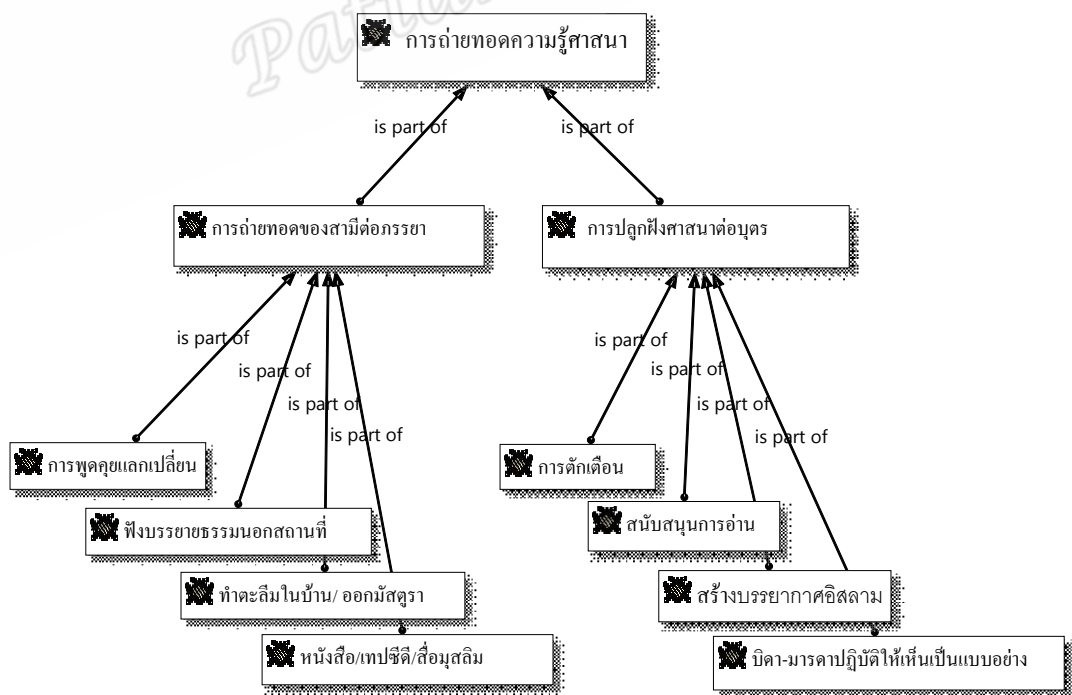 การถ่ายทอดความรู้ศาสนา
is part of
is part of
การถ่ายทอดของสามีต่อภรรยา
การปลูกฝังศาสนาต่อบุตร
is part of
is part of
is part of
is part of
is part of
is part of
is part of
is part of
การพูดคุยแลกเปลี่ยน
การตักเตือน
ฟังบรรยายธรรมนอกสถานที่
สนับสนุนการอ่าน
ทำตะลีมในบ้าน/ ออกมัสตูรา
สร้างบรรยากาศอิสลาม
หนังสือ/เทปซีดี/สื่อมุสลิม
บิดา-มารดาปฏิบัติให้เห็นเป็นแบบอย่าง